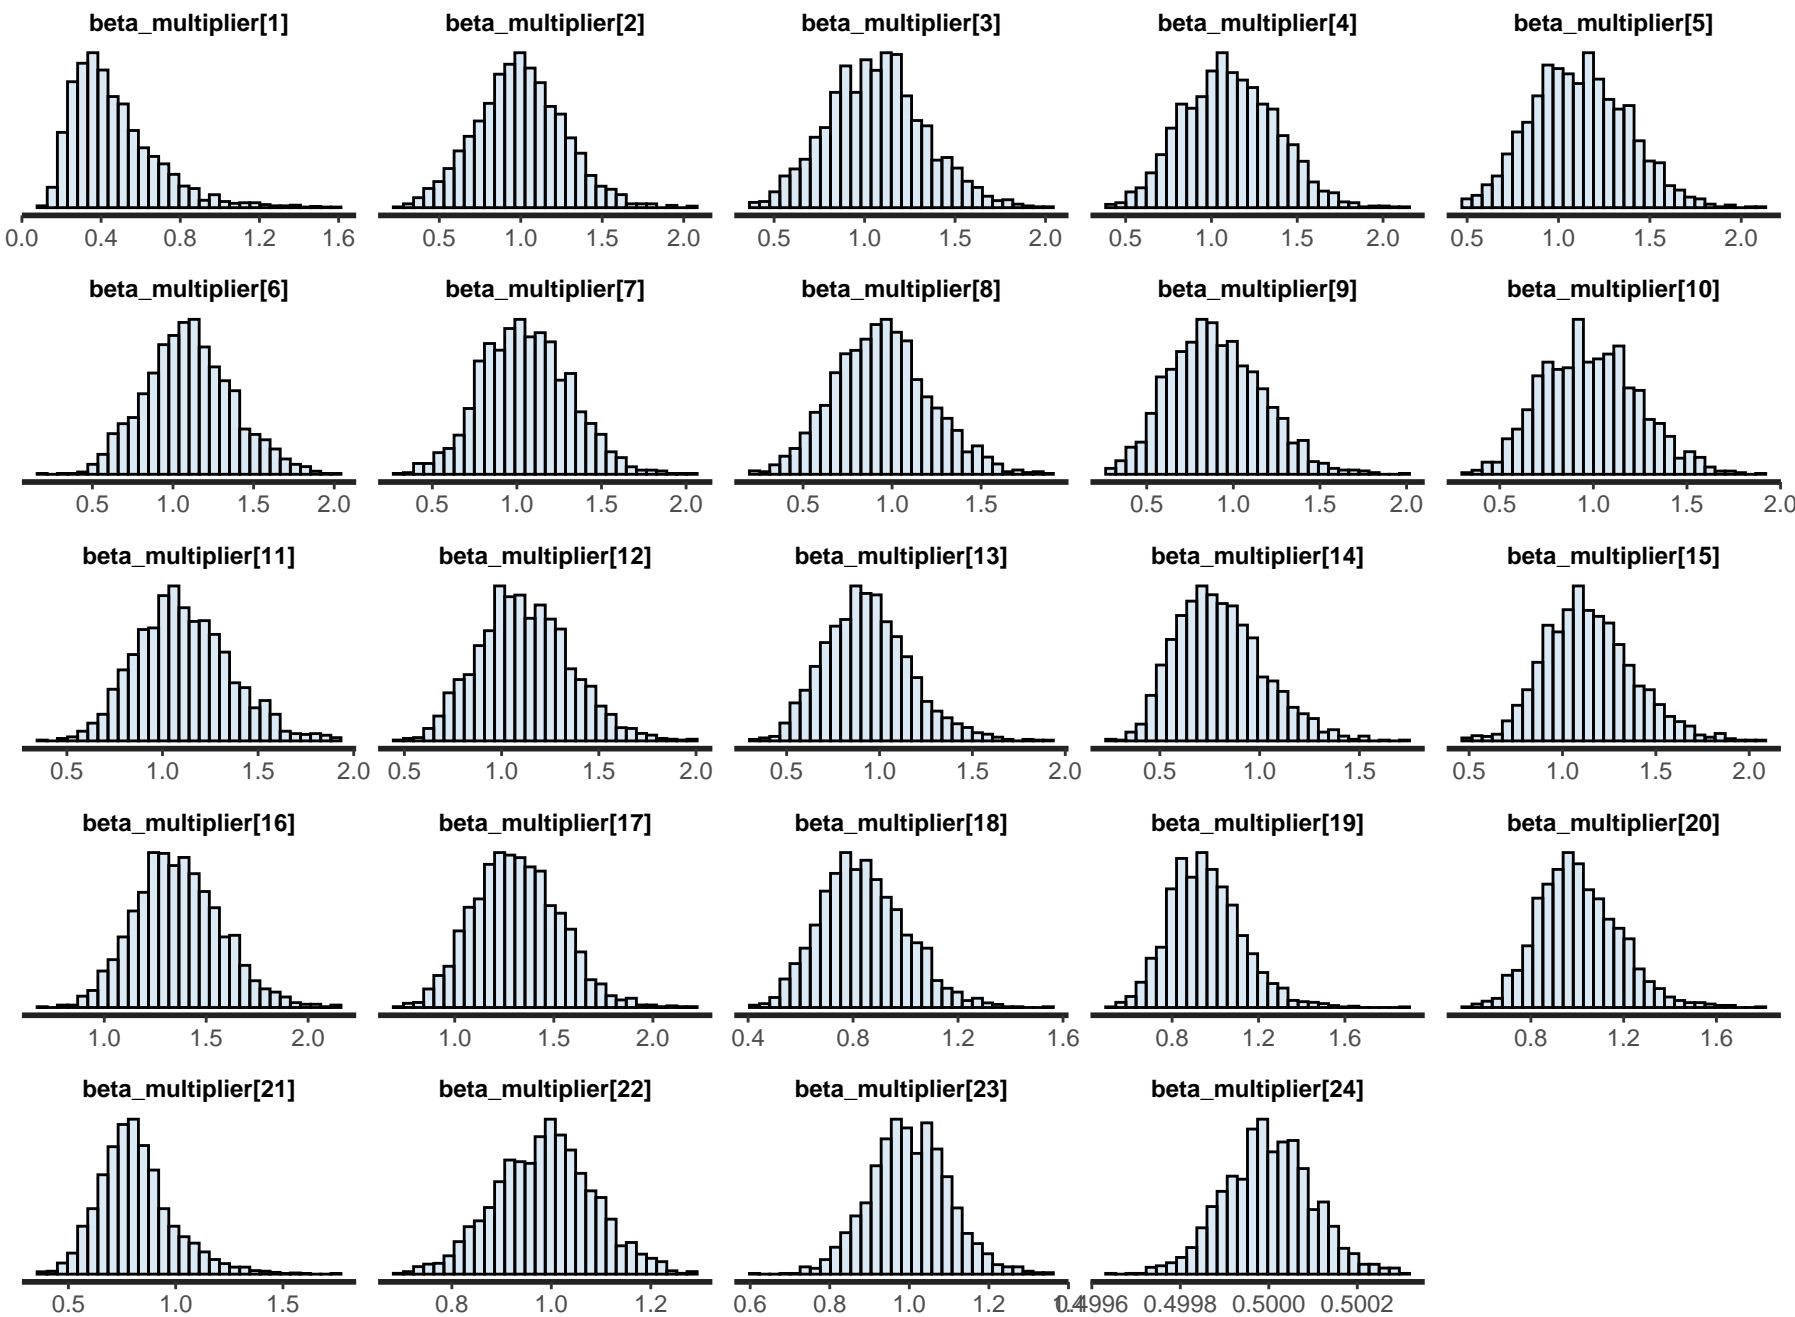 beta_multiplier[1] beta_multiplier[2] beta_multiplier[3] beta_multiplier[4] beta_multiplier[5]
0.0 0.4 0.8 1.2 1.6 0.5 1.0 1.5 2.0 0.5 1.0 1.5 2.0 0.5 1.0 1.5 2.0 0.5 1.0 1.5 2.0
beta_multiplier[6] beta_multiplier[7] beta_multiplier[8] beta_multiplier[9] beta_multiplier[10]
0.5 1.0 1.5 2.0 0.5 1.0 1.5 2.0 0.5 1.0 1.5 0.5 1.0 1.5 2.0 0.5 1.0 1.5 2.0
beta_multiplier[11] beta_multiplier[12] beta_multiplier[13] beta_multiplier[14] beta_multiplier[15]
0.5 1.0 1.5 2.0 0.5 1.0 1.5 2.0 0.5 1.0 1.5 2.0 0.5 1.0 1.5 0.5 1.0 1.5 2.0
beta_multiplier[16] beta_multiplier[17] beta_multiplier[18] beta_multiplier[19] beta_multiplier[20]
1.0 1.5 2.0 1.0 1.5 2.0 0.4 0.8 1.2 1.6 0.8 1.2 1.6 0.8 1.2 1.6
beta_multiplier[21] beta_multiplier[22] beta_multiplier[23] beta_multiplier[24]
0.5 1.0 1.5 0.8 1.0 1.2 0.6 0.8 1.0 1.2 1.4 0.4996 0.4998 0.5000 0.5002